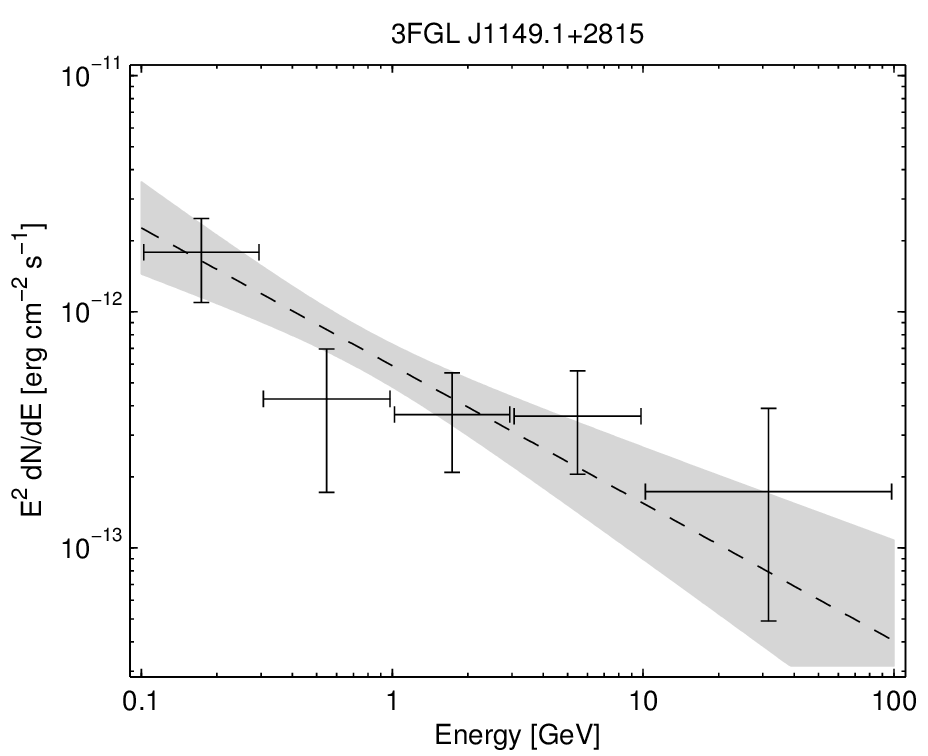 3FGL J1149.1+2815
10⁻¹¹
10⁻¹²
10⁻¹³
E² dN/dE [erg cm⁻² s⁻¹]
0.1 1 10 100
Energy [GeV]